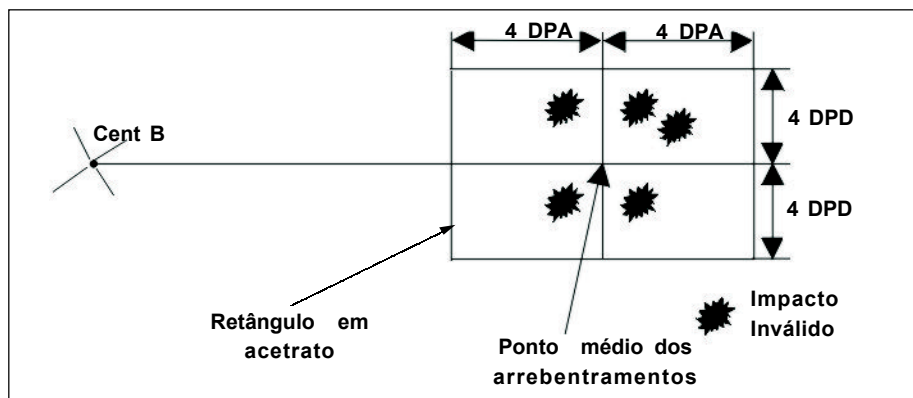 4 DPA
4 DPA
Cent B
4 DPD
4 DPD
Retângulo em
acetrato
Ponto médio dos
arrebentramentos
Impacto
Inválido